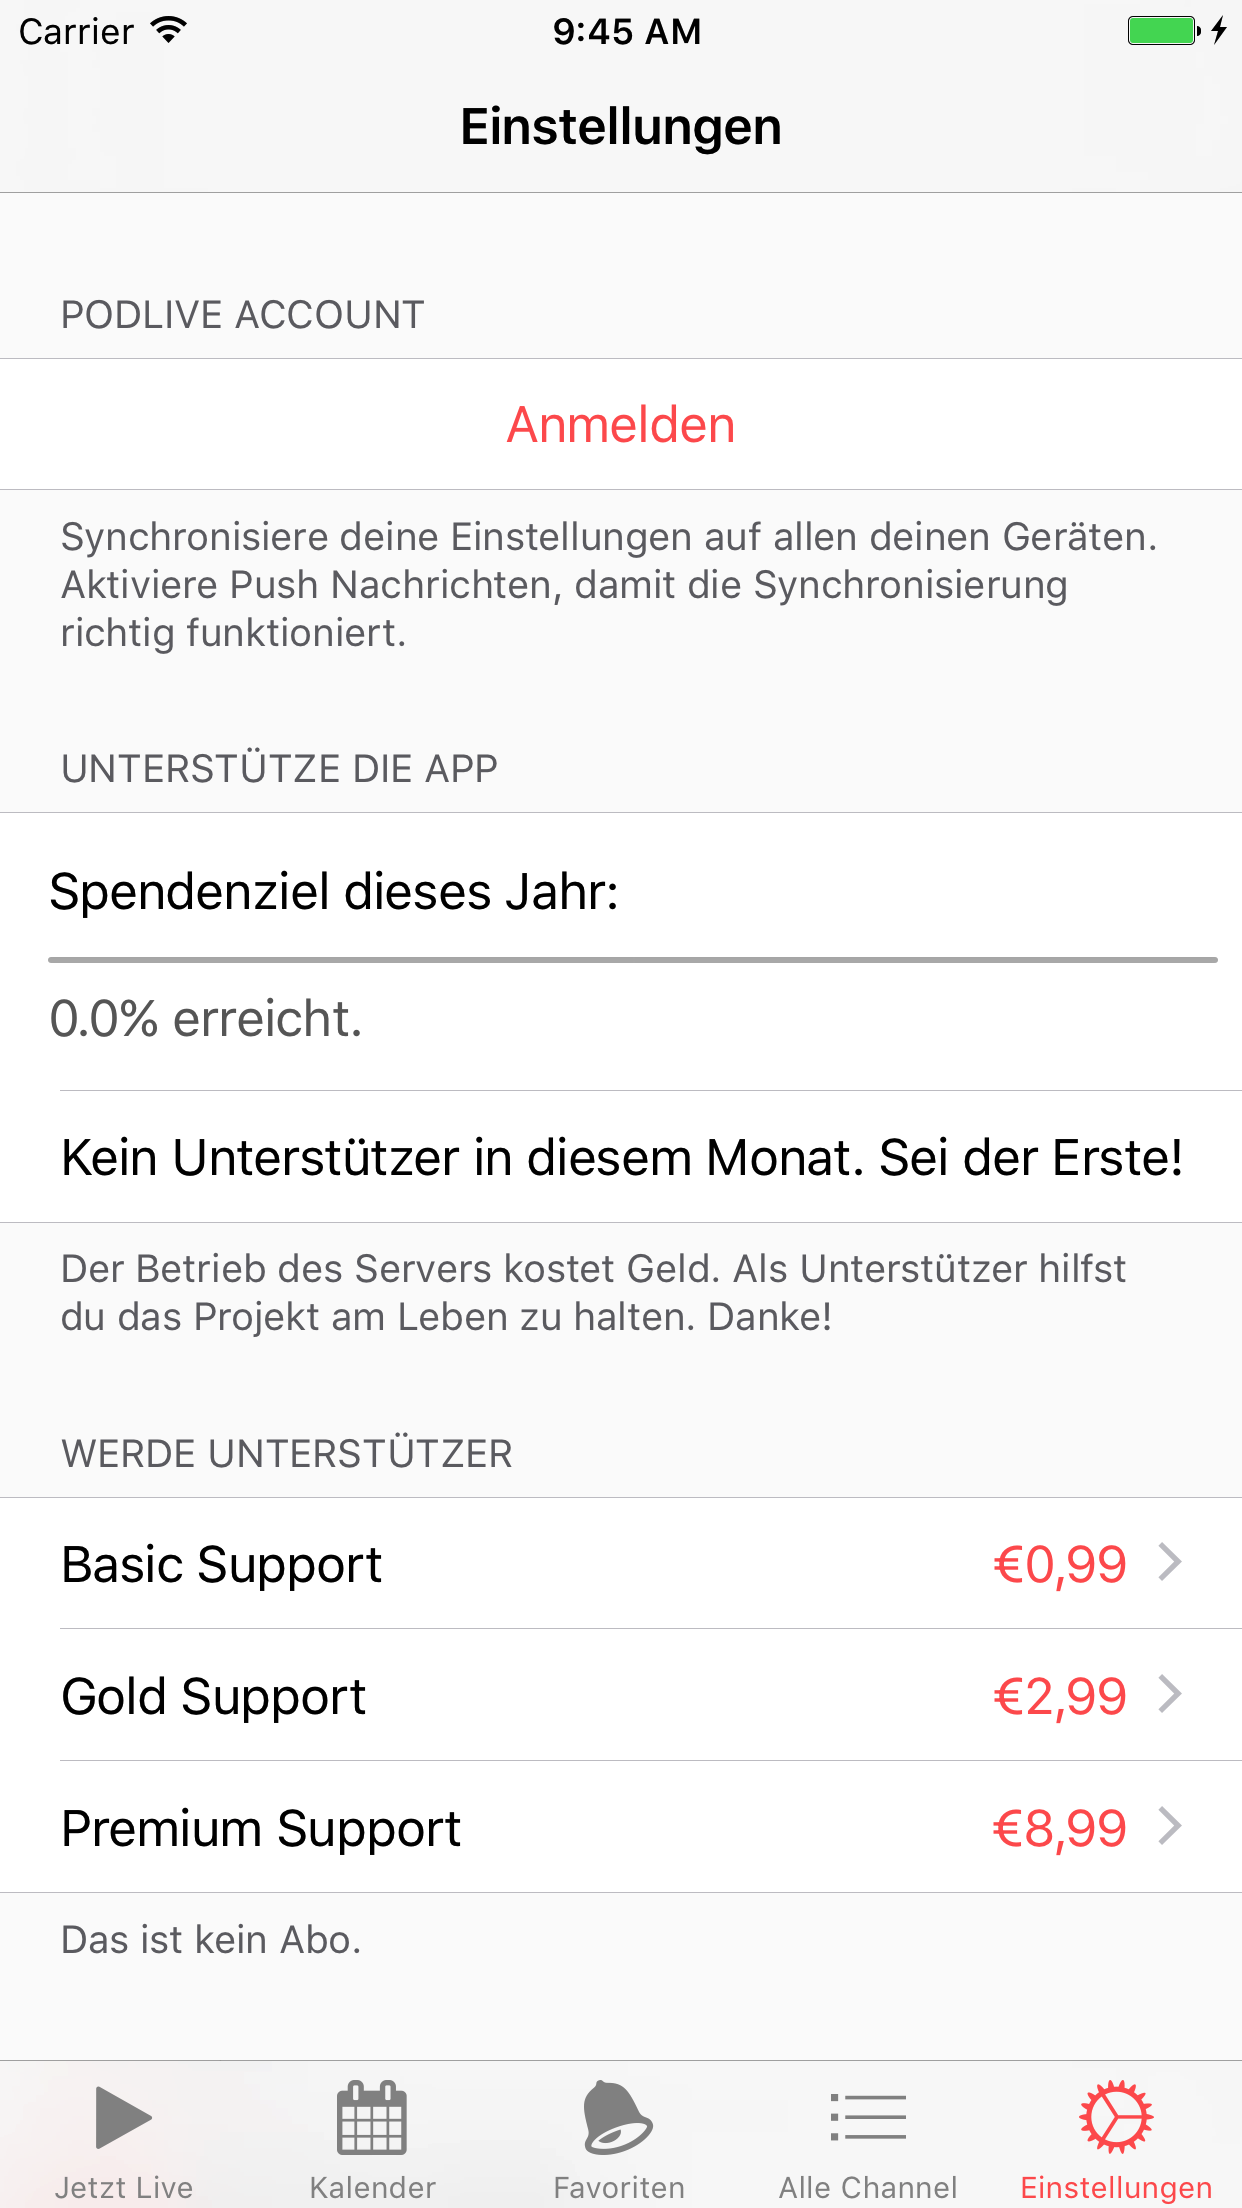 Carrier 9:45 AM
Einstellungen
PODLIVE ACCOUNT
Anmelden
Synchronisiere deine Einstellungen auf allen deinen Geräten.
Aktiviere Push Nachrichten, damit die Synchronisierung
richtig funktioniert.
UNTERSTÜTZE DIE APP
Spendenziel dieses Jahr:
0.0% erreicht.
Kein Unterstützer in diesem Monat. Sei der Erste!
Der Betrieb des Servers kostet Geld. Als Unterstützer hilfst
du das Projekt am Leben zu halten. Danke!
WERDE UNTERSTÜTZER
Basic Support €0,99
Gold Support €2,99
Premium Support €8,99
Das ist kein Abo.
Jetzt Live Kalender Favoriten Alle Channel Einstellungen